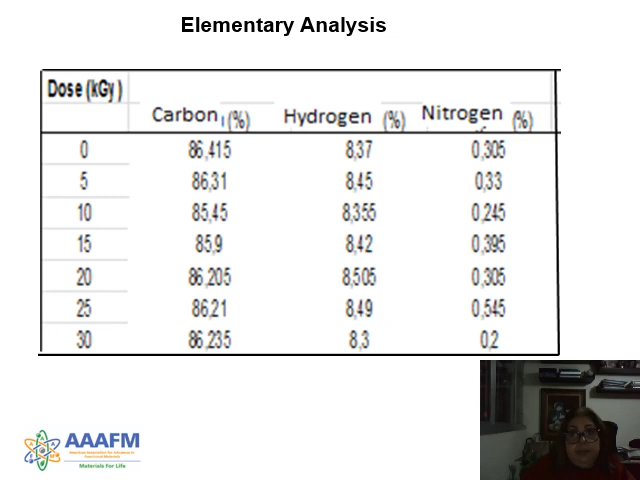 Elementary Analysis
Dose (kGy)
Carbon (%) Hydrogen (%) Nitrogen (%)
0 86,415 8,37 0,305
5 86,31 8,45 0,33
10 85,45 8,355 0,245
15 85,9 8,42 0,395
20 86,205 8,505 0,305
25 86,21 8,49 0,545
30 86,235 8,3 0,2
AAAFM
Materials For Life